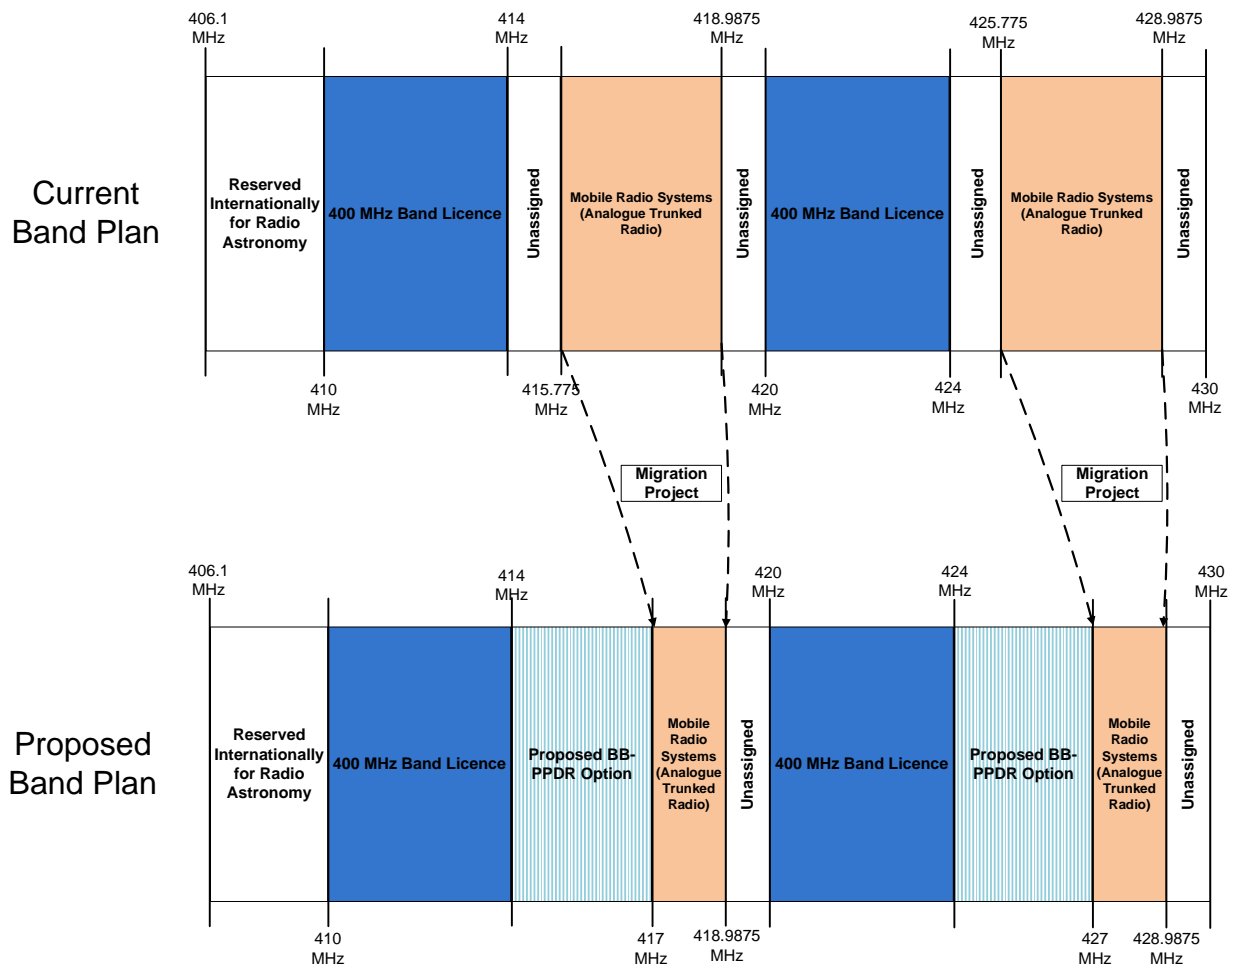 406.1
MHz
414
MHz
418.9875
MHz
425.775
MHz
428.9875
MHz
Current
Band Plan
Reserved
Internationally
for Radio
Astronomy
400 MHz Band Licence
Unassigned
Mobile Radio Systems
(Analogue Trunked
Radio)
Unassigned
400 MHz Band Licence
Unassigned
Mobile Radio Systems
(Analogue Trunked
Radio)
Unassigned
410
MHz
415.775
MHz
420
MHz
424
MHz
430
MHz
Migration
Project
Migration
Project
406.1
MHz
414
MHz
420
MHz
424
MHz
430
MHz
Proposed
Band Plan
Reserved
Internationally
for Radio
Astronomy
400 MHz Band Licence
Proposed BB-
PPDR Option
Mobile
Radio
Systems
(Analogue
Trunked
Radio)
Unassigned
400 MHz Band Licence
Proposed BB-
PPDR Option
Mobile
Radio
Systems
(Analogue
Trunked
Radio)
Unassigned
410
MHz
417
MHz
418.9875
MHz
427
MHz
428.9875
MHz